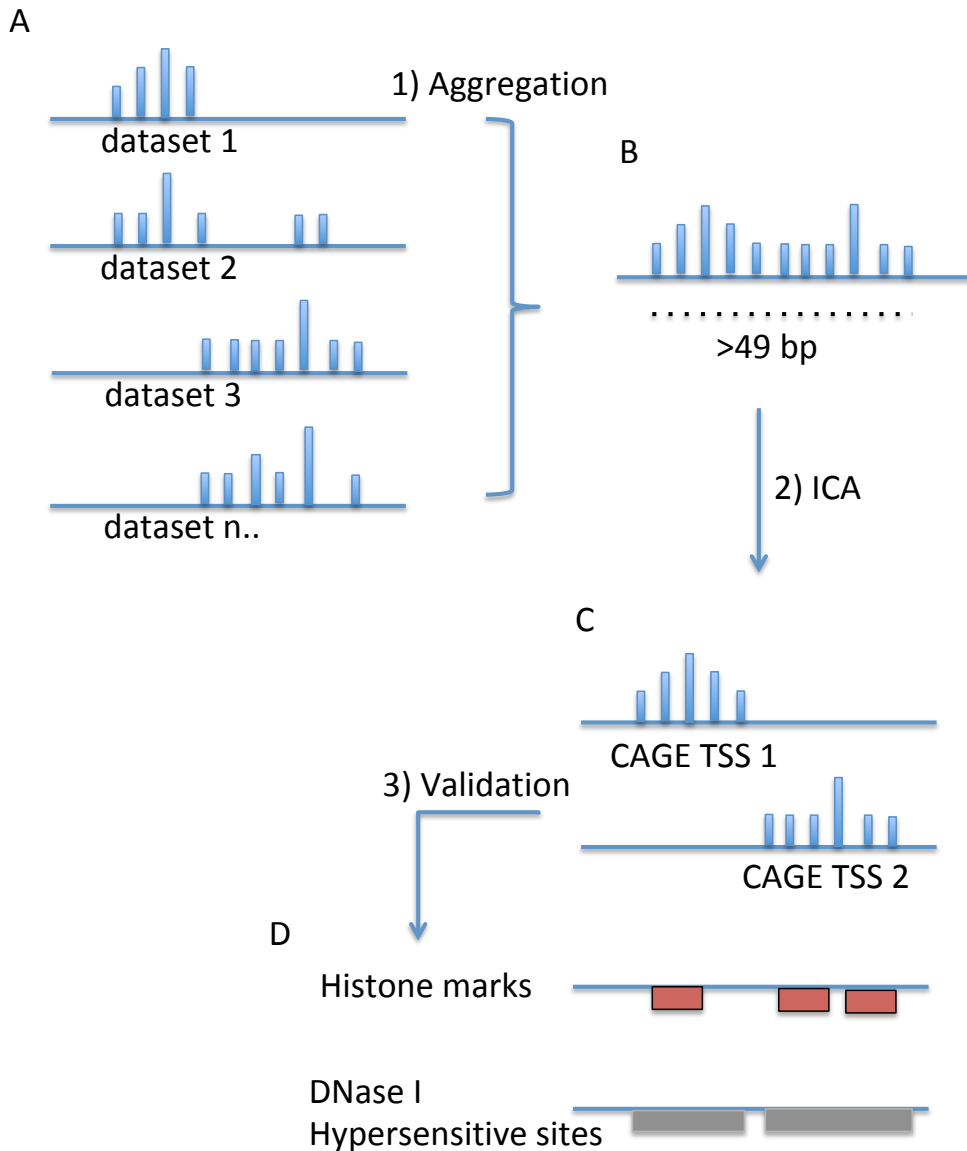 A
dataset 1
1) Aggregation
dataset 2
dataset 3
dataset n..
B
>49 bp
2) ICA
C
CAGE TSS 1
CAGE TSS 2
3) Validation
D
Histone marks
DNase I
Hypersensitive sites